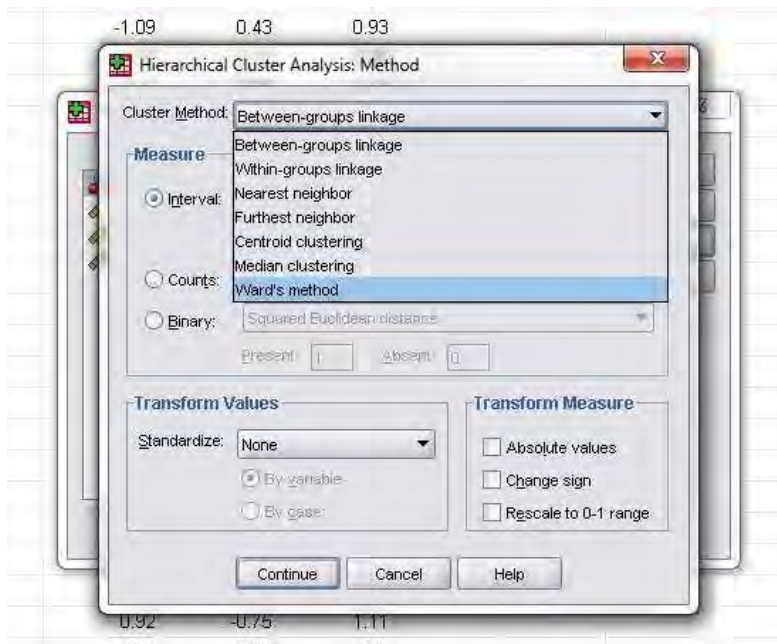 -1.09 0.43 0.93
Hierarchical Cluster Analysis: Method
Cluster Method: Between-groups linkage
Between-groups linkage
Measure
Within-groups linkage
Interval:
Nearest neighbor
Furthest neighbor
Centroid clustering
Median clustering
Counts:
Ward's method
Binary: Squared Euclidean distance
Present: 1 Absent: 0
Transform Values
Standardize: None
By variable
By case
Transform Measure
Absolute values
Change sign
Rescale to 0-1 range
Continue Cancel Help
0.92 -0.75 1.11